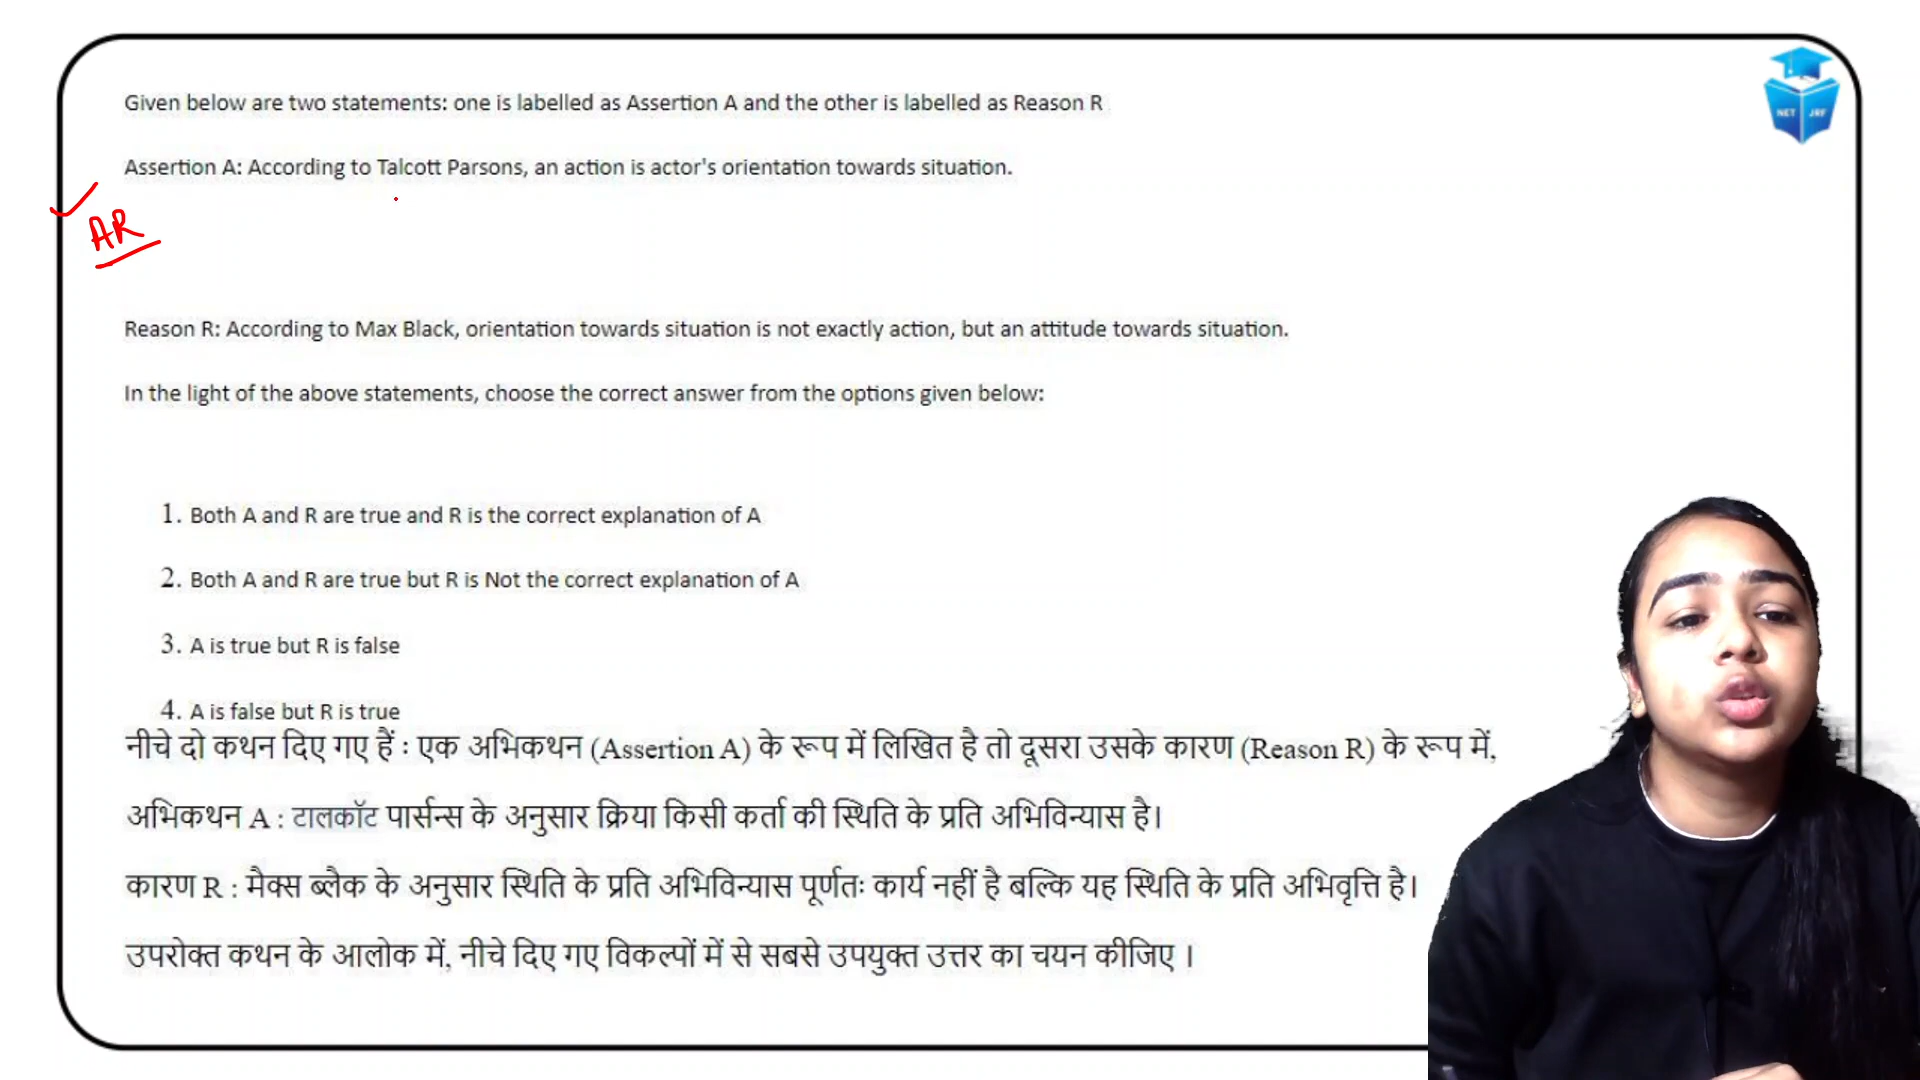 Given below are two statements: one is labelled as Assertion A and the other is labelled as Reason R
NET JRF
Assertion A: According to Talcott Parsons, an action is actor's orientation towards situation.
AR
Reason R: According to Max Black, orientation towards situation is not exactly action, but an attitude towards situation.
In the light of the above statements, choose the correct answer from the options given below:
1. Both A and R are true and R is the correct explanation of A
2. Both A and R are true but R is Not the correct explanation of A
3. A is true but R is false
4. A is false but R is true
नीचे दो कथन दिए गए हैं : एक अभिकथन (Assertion A) के रूप में लिखित है तो दूसरा उसके कारण (Reason R) के रूप में,
अभिकथन A : टालकॉट पार्सन्स के अनुसार क्रिया किसी कर्ता की स्थिति के प्रति अभिविन्यास है।
कारण R : मैक्स ब्लैक के अनुसार स्थिति के प्रति अभिविन्यास पूर्णतः कार्य नहीं है बल्कि यह स्थिति के प्रति अभिवृत्ति है।
उपरोक्त कथन के आलोक में, नीचे दिए गए विकल्पों में से सबसे उपयुक्त उत्तर का चयन कीजिए ।